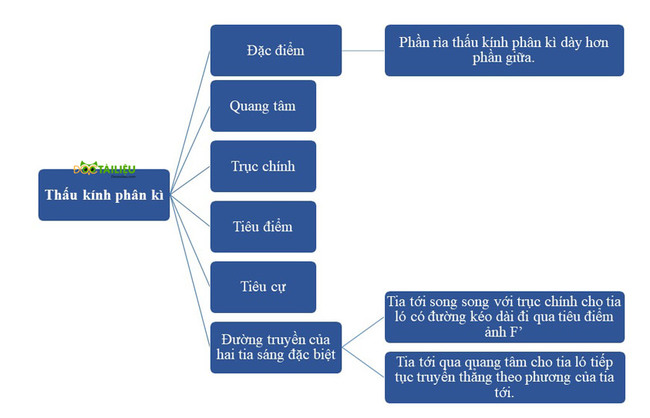 Đặc điểm
Phần rìa thấu kính phân kì dày hơn
phần giữa.
Quang tâm
Trục chính
ĐỌCTÀILIỆU
Thấu kính phân kì
Tiêu điểm
Tiêu cự
Đường truyền của
hai tia sáng đặc biệt
Tia tới song song với trục chính cho tia
ló có đường kéo dài đi qua tiêu điểm
ảnh F’
Tia tới qua quang tâm cho tia ló tiếp
tục truyền thẳng theo phương của tia
tới.